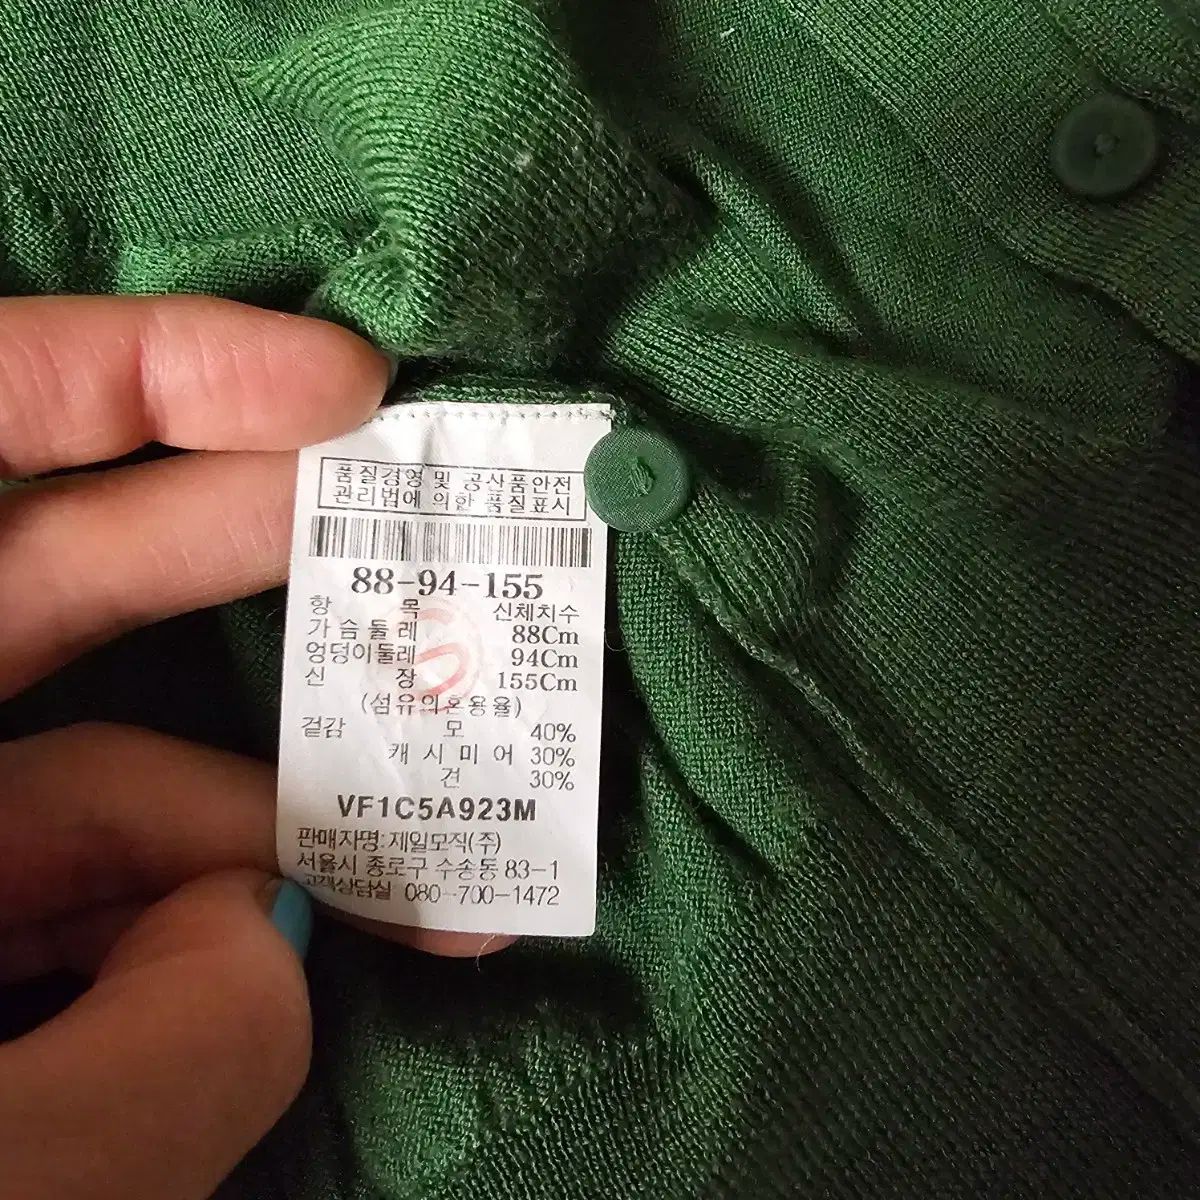 품질경영 및 공산품안전
관리법에 의한 품질표시
88-94-155
항 목 신체치수
가슴둘레 88Cm
엉덩이둘레 94Cm
신 장 155Cm
(섬유의혼용율)
겉감 모 40%
캐시미어 30%
견 30%
VF1C5A923M
판매자명:제일모직(주)
서울시 종로구 수송동 83-1
고객상담실 080-700-1472